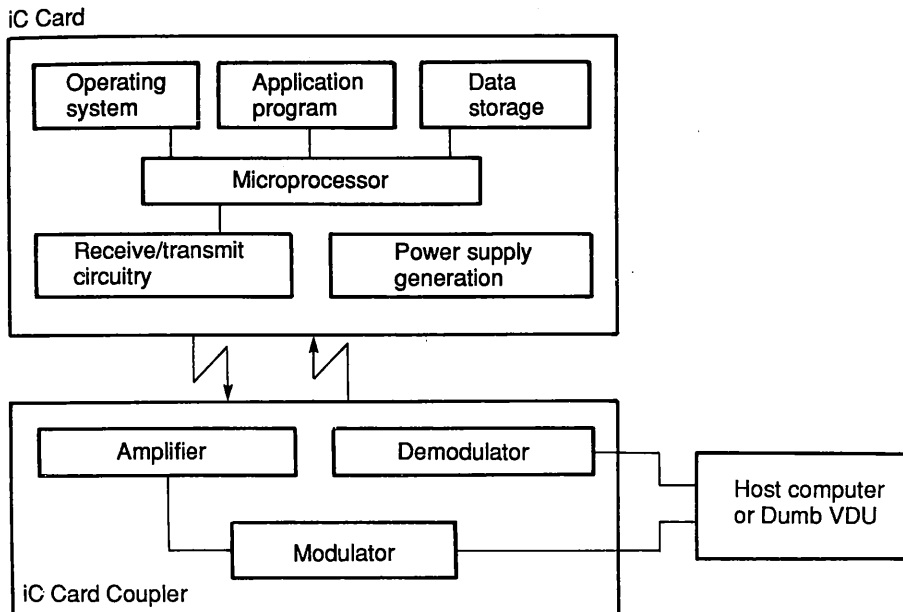 iC Card
Operating
system
Application
program
Data
storage
Microprocessor
Receive/transmit
circuitry
Power supply
generation
Amplifier
Demodulator
Host computer
or Dumb VDU
Modulator
iC Card Coupler